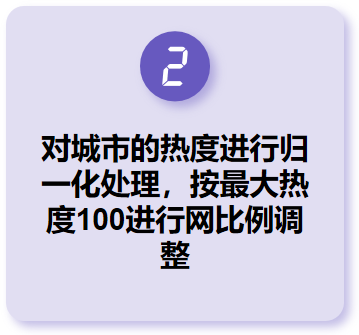 2
对城市的热度进行归
一化处理，按最大热
度100进行网比例调
整